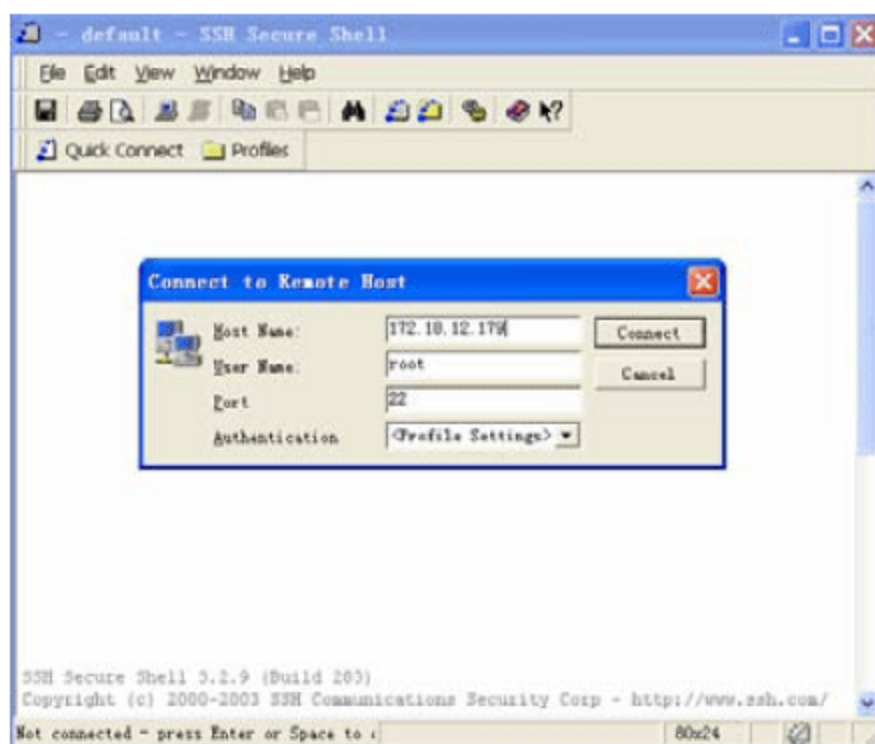 - default - SSH Secure Shell
File Edit View Window Help
Quick Connect Profiles
Connect to Remote Host
Host Name: 172.18.12.179 Connect
User Name: root Cancel
Port 22
Authentication <Profile Settings>
SSH Secure Shell 3.2.9 (Build 283)
Copyright (c) 2000-2003 SSH Communications Security Corp - http://www.ssh.com/
Not connected - press Enter or Space to 80x24